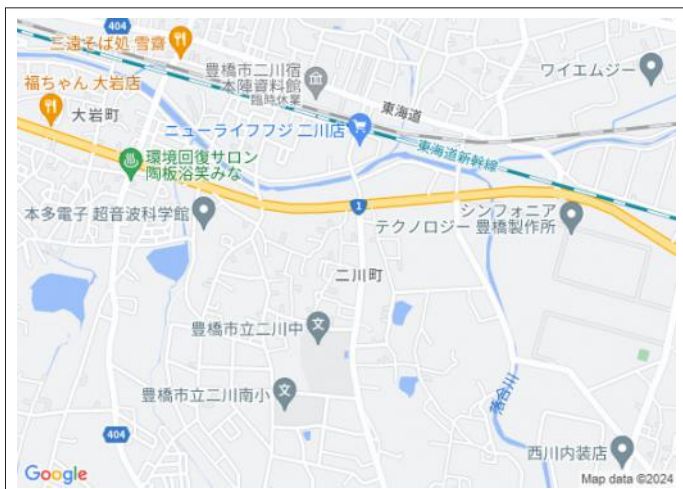 404
三遠そば処 雪齋
豊橋市二川宿
本陣資料館
臨時休業
ワイエムジー
福ちゃん 大岩店
大岩町
東海道
ニューライフフジ 二川店
東海道新幹線
環境回復サロン
陶板浴笑みな
1
本多電子 超音波科学館
シンフォニア
テクノロジー 豊橋製作所
二川町
豊橋市立二川中
文
豊橋市立二川南小
文
落合川
404
西川内装店
Google
Map data ©2024